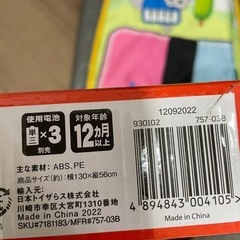 使用電池
単三×3
別売
対象年齢
12カ月以上
主な素材: ABS, PE
商品サイズ(約): 横130×縦56cm
輸入元:
日本トイザらス株式会社
川崎市幸区大宮町1310番地
Made in China 2022
SKU#7181183/MFR#757-03B
12092022
930102 757-03B
4 894843 004105
Made in China